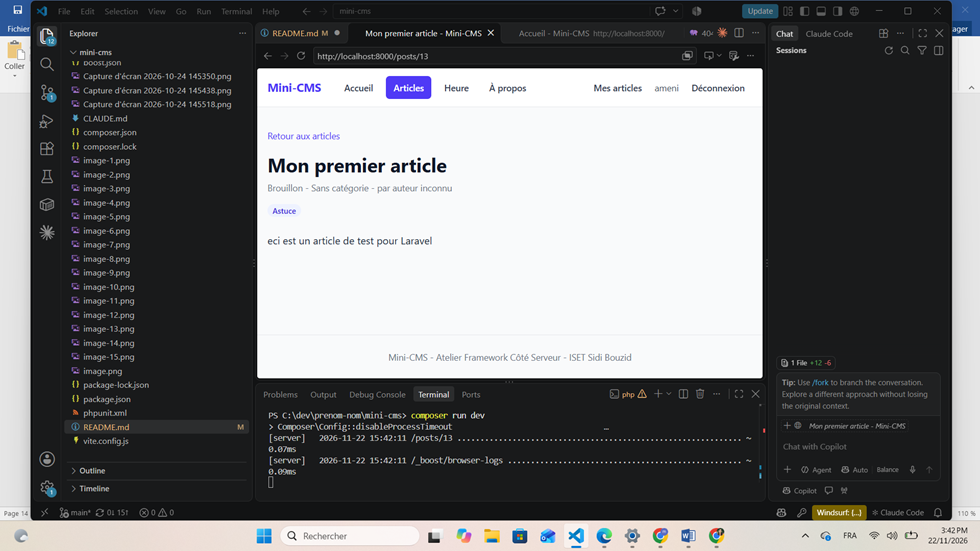 File Edit Selection View Go Run Terminal Help mini-cms Update
Fichier
Coller
Explorer
mini-cms
boost.json
Capture d'écran 2026-10-24 145350.png
Capture d'écran 2026-10-24 145438.png
Capture d'écran 2026-10-24 145518.png
CLAUDE.md
composer.json
composer.lock
image-1.png
image-2.png
image-3.png
image-4.png
image-5.png
image-6.png
image-7.png
image-8.png
image-9.png
image-10.png
image-11.png
image-12.png
image-13.png
image-14.png
image-15.png
image.png
package-lock.json
package.json
phpunit.xml
README.md M
vite.config.js
Outline
Timeline
README.md M Mon premier article - Mini-CMS Accueil - Mini-CMS http://localhost:8000/
http://localhost:8000/posts/13
Mini-CMS Accueil Articles Heure À propos Mes articles ameni Déconnexion
Retour aux articles
Mon premier article
Brouillon - Sans catégorie - par auteur inconnu
Astuce
eci est un article de test pour Laravel
Mini-CMS - Atelier Framework Côté Serveur - ISET Sidi Bouzid
Problems Output Debug Console Terminal Ports php
PS C:\dev\prenom-nom\mini-cms> composer run dev
> Composer\Config::disableProcessTimeout
[server] 2026-11-22 15:42:11 /posts/13 ~
0.07ms
[server] 2026-11-22 15:42:11 /_boost/browser-logs ~
0.09ms
Chat Claude Code
Sessions
1 File +12 -6
Tip: Use /fork to branch the conversation.
Explore a different approach without losing
the original context.
Mon premier article - Mini-CMS
Chat with Copilot
Agent Auto Balance
Copilot
Page 14
main* 0↓ 15↑ 0 0 Windsurf: {...} Claude Code
110 %
Rechercher
FRA
3:42 PM
22/11/2026